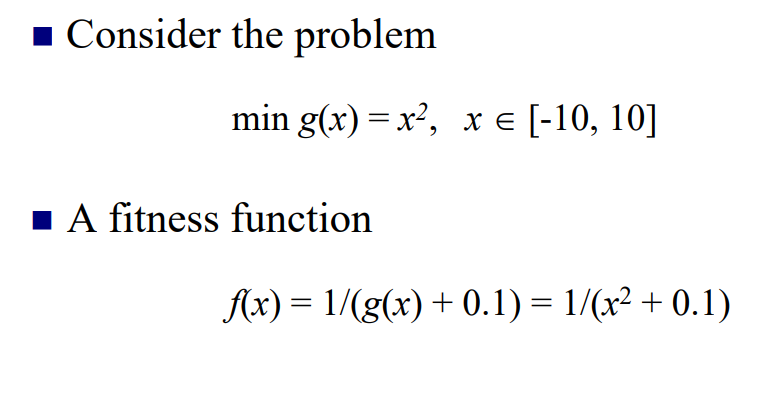 ■ Consider the problem
min g(x) = x², x ∈ [-10, 10]
■ A fitness function
f(x) = 1/(g(x) + 0.1) = 1/(x² + 0.1)